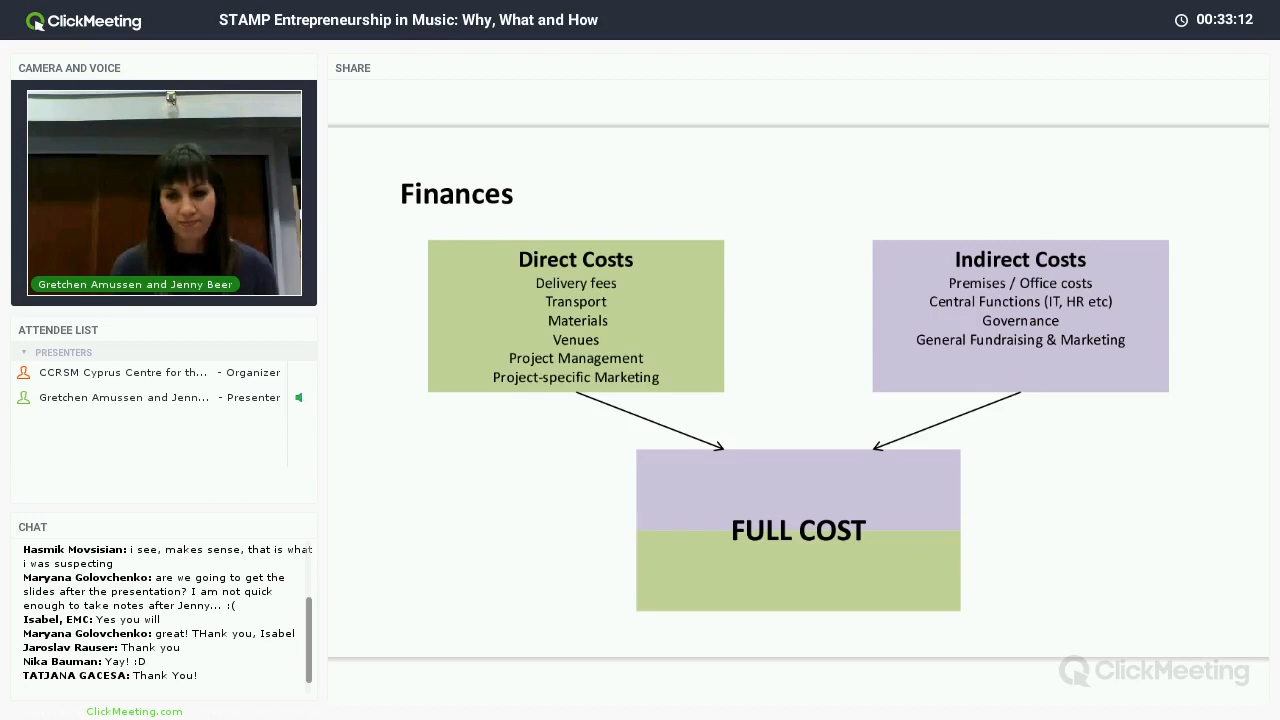 ClickMeeting
STAMP Entrepreneurship in Music: Why, What and How
00:33:12
CAMERA AND VOICE
Gretchen Amussen and Jenny Beer
ATTENDEE LIST
PRESENTERS
CCRSM Cyprus Centre for th... - Organizer
Gretchen Amussen and Jenn... - Presenter
CHAT
Hasmik Movsisian: i see, makes sense, that is what
i was suspecting
Maryana Golovchenko: are we going to get the
slides after the presentation? I am not quick
enough to take notes after Jenny... :(
Isabel, EMC: Yes you will
Maryana Golovchenko: great! THank you, Isabel
Jaroslav Rauser: Thank you
Nika Bauman: Yay! :D
TATJANA GACESA: Thank You!
ClickMeeting.com
SHARE
Finances
Direct Costs
Delivery fees
Transport
Materials
Venues
Project Management
Project-specific Marketing
Indirect Costs
Premises / Office costs
Central Functions (IT, HR etc)
Governance
General Fundraising & Marketing
FULL COST
ClickMeeting